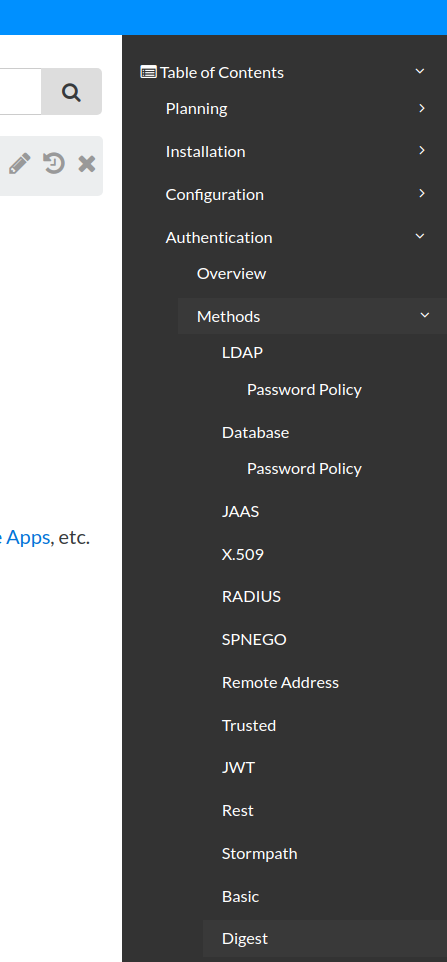 Table of Contents
Planning
Installation
Configuration
Authentication
Overview
Methods
LDAP
Password Policy
Database
Password Policy
JAAS
X.509
RADIUS
SPNEGO
Remote Address
Trusted
JWT
Rest
Stormpath
Basic
Digest
Apps, etc.